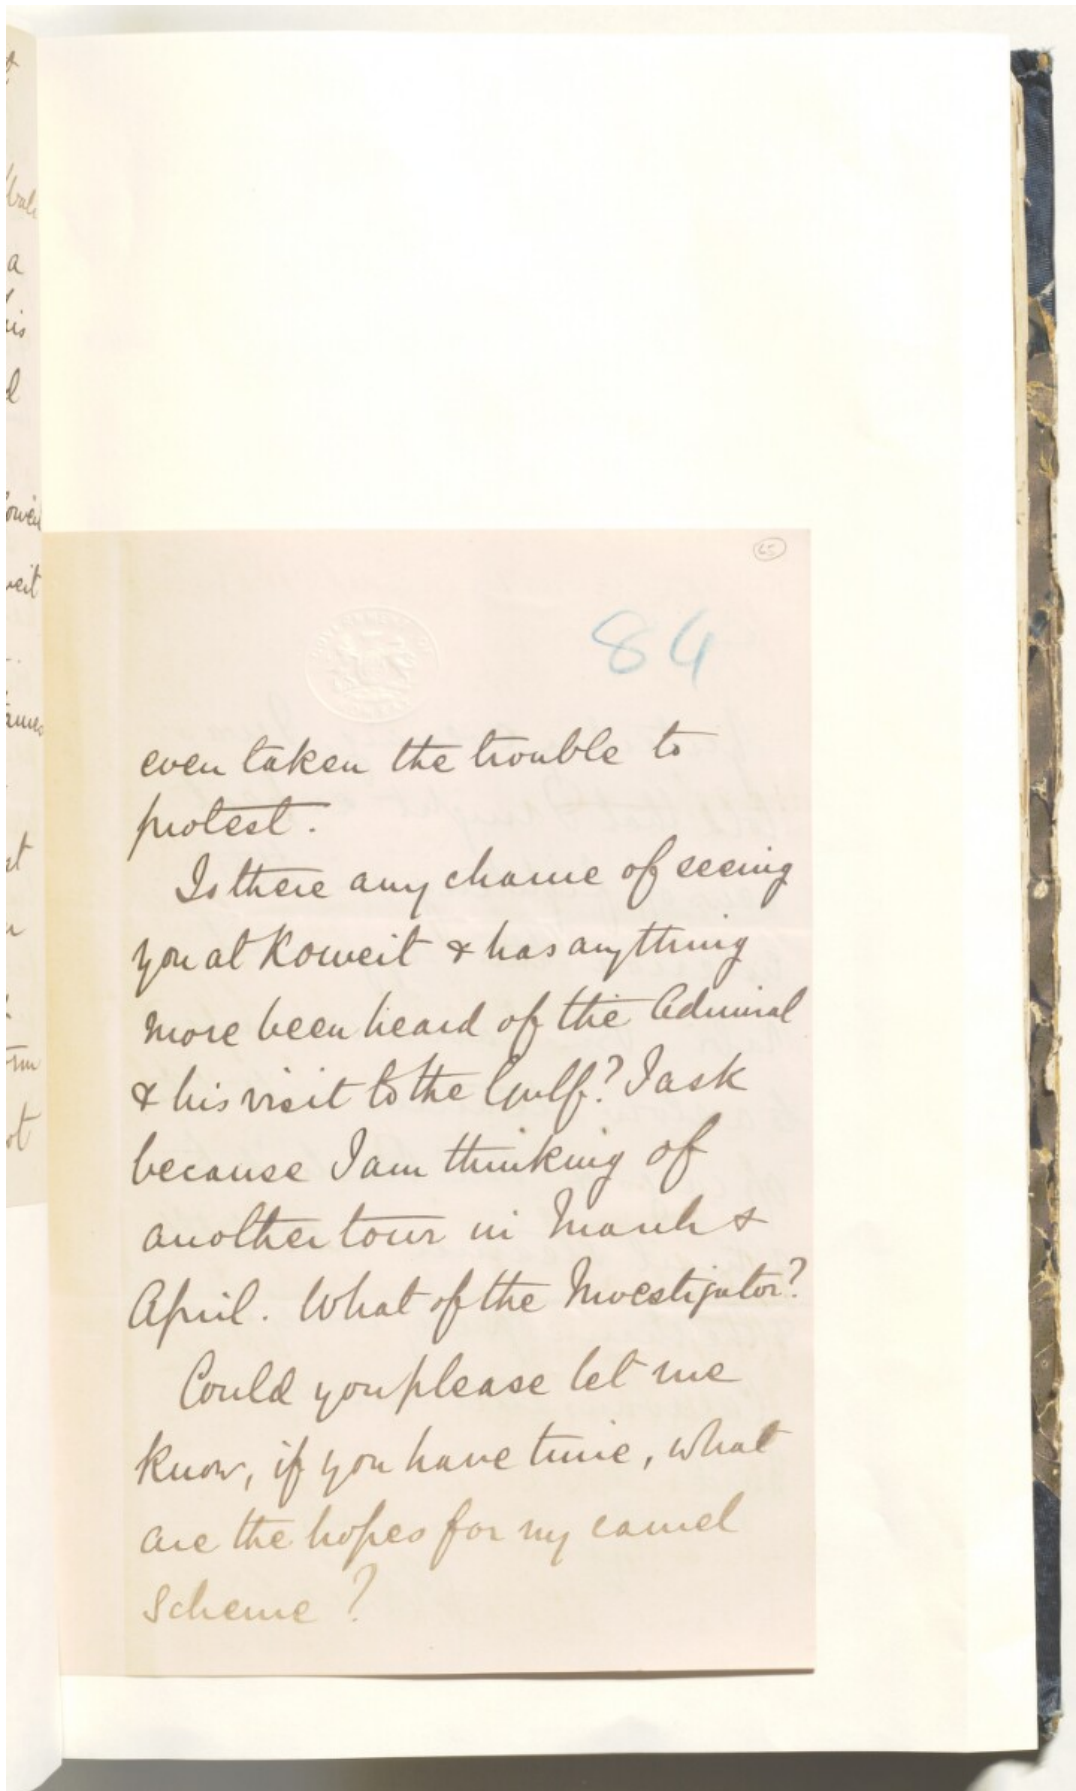 65
84
even taken the trouble to
protest.
Is there any chance of seeing
you at Koweit & has anything
more been heard of the Admiral
& his visit to the Gulf? I ask
because I am thinking of
another tour in March &
April. What of the Investigator?
Could you please let me
know, if you have time, what
are the hopes for my camel
scheme?